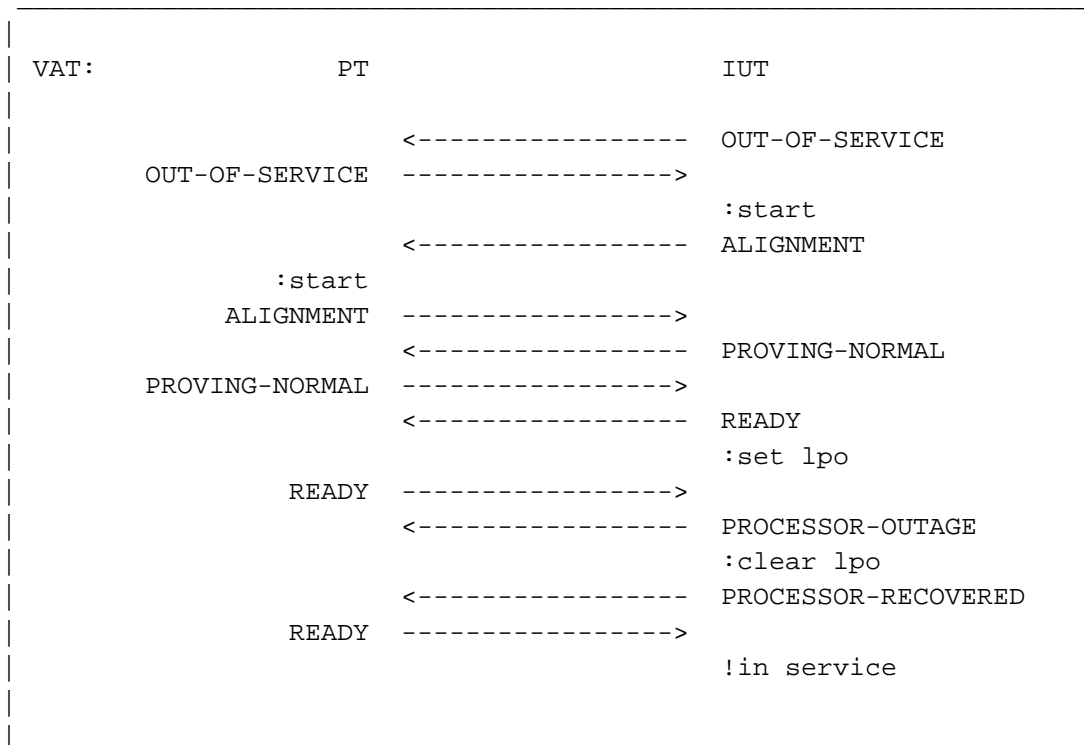 VAT: PT IUT
<----------------- OUT-OF-SERVICE
OUT-OF-SERVICE ----------------->
:start
<----------------- ALIGNMENT
:start
ALIGNMENT ----------------->
<----------------- PROVING-NORMAL
PROVING-NORMAL ----------------->
<----------------- READY
:set lpo
READY ----------------->
<----------------- PROCESSOR-OUTAGE
:clear lpo
<----------------- PROCESSOR-RECOVERED
READY ----------------->
!in service